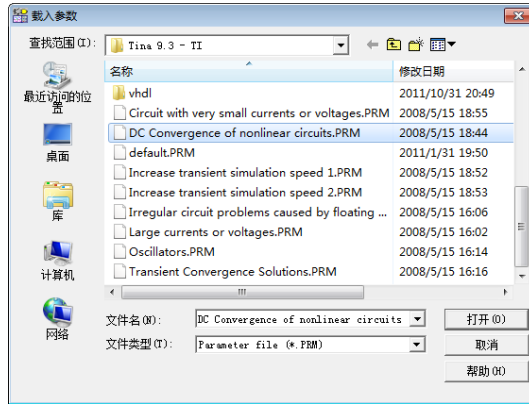 载入参数
查找范围(I):
Tina 9.3 - TI
名称
修改日期
vhdl
2011/10/31 20:49
Circuit with very small currents or voltages.PRM
2008/5/15 18:55
DC Convergence of nonlinear circuits.PRM
2008/5/15 18:44
default.PRM
2011/1/31 19:50
Increase transient simulation speed 1.PRM
2008/5/15 18:52
Increase transient simulation speed 2.PRM
2008/5/15 18:53
Irregular circuit problems caused by floating ...
2008/5/15 16:06
Large currents or voltages.PRM
2008/5/15 16:02
Oscillators.PRM
2008/5/15 16:14
Transient Convergence Solutions.PRM
2008/5/15 16:16
最近访问的位
置
桌面
库
计算机
网络
文件名(N):
DC Convergence of nonlinear circuits
打开(O)
文件类型(T):
Parameter file (*.PRM)
取消
帮助(H)